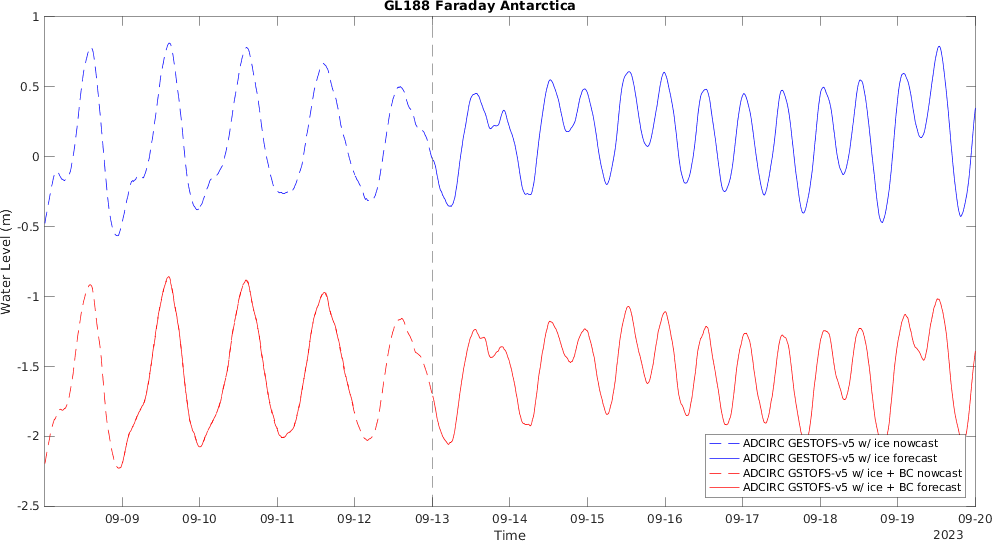 GL188 Faraday Antarctica
1
0.5
0
-0.5
-1
-1.5
-2
-2.5
Water Level (m)
ADCIRC GESTOFS-v5 w/ ice nowcast
ADCIRC GESTOFS-v5 w/ ice forecast
ADCIRC GSTOFS-v5 w/ ice + BC nowcast
ADCIRC GSTOFS-v5 w/ ice + BC forecast
09-09 09-10 09-11 09-12 09-13 09-14 09-15 09-16 09-17 09-18 09-19 09-20
Time
2023